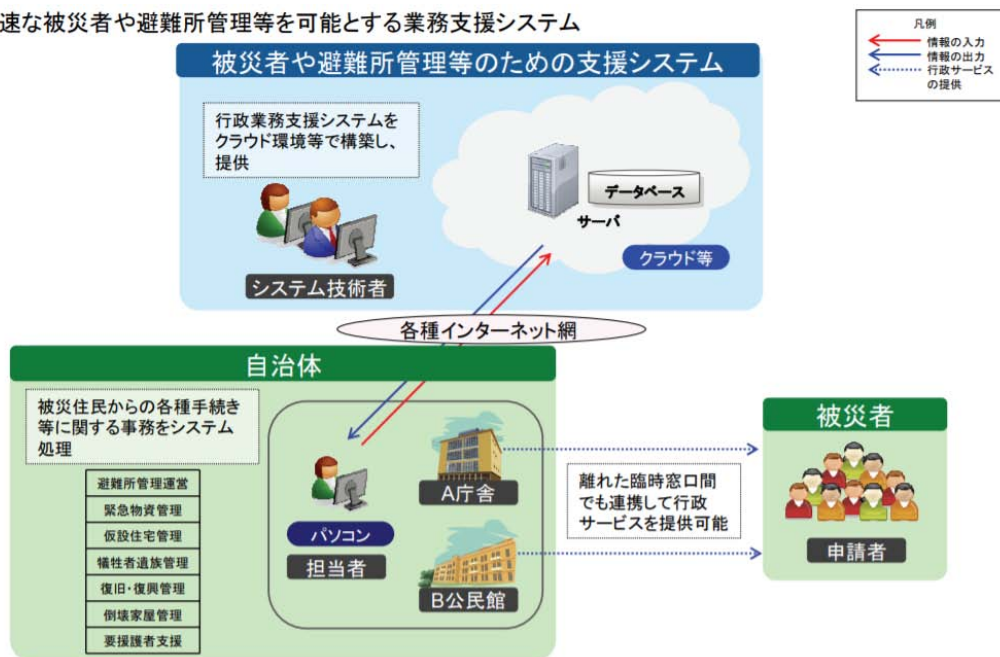 速な被災者や避難所管理等を可能とする業務支援システム
凡例
情報の入力
情報の出力
行政サービス
の提供
被災者や避難所管理等のための支援システム
行政業務支援システムを
クラウド環境等で構築し、
提供
データベース
サーバ
クラウド等
システム技術者
各種インターネット網
自治体
被災住民からの各種手続き
等に関する事務をシステム
処理
避難所管理運営
緊急物資管理
仮設住宅管理
犠牲者遺族管理
復旧・復興管理
倒壊家屋管理
要援護者支援
パソコン
担当者
A庁舎
B公民館
離れた臨時窓口間
でも連携して行政
サービスを提供可能
被災者
申請者